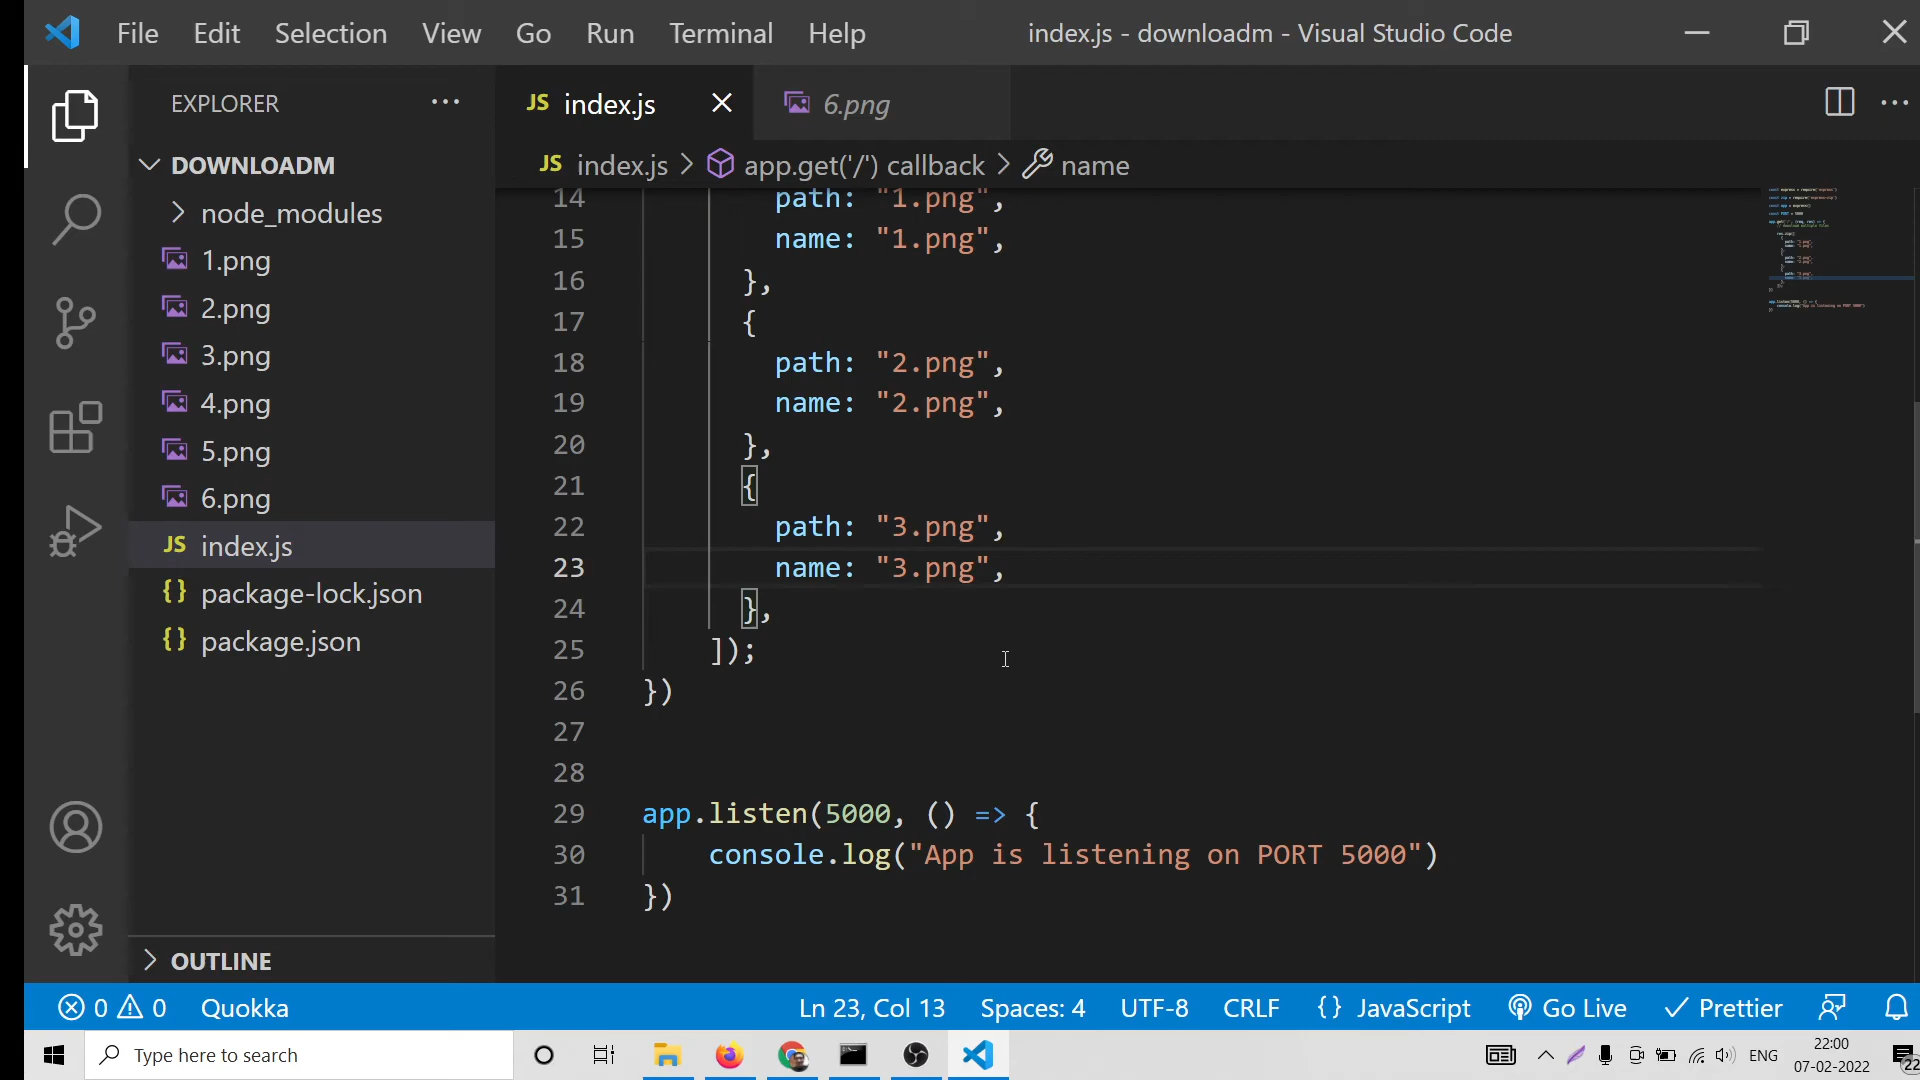 File Edit Selection View Go Run Terminal Help index.js - downloadm - Visual Studio Code
EXPLORER
DOWNLOADM
node_modules
1.png
2.png
3.png
4.png
5.png
6.png
JS index.js
{} package-lock.json
{} package.json
OUTLINE
JS index.js 6.png
JS index.js > app.get('/') callback > name
14 path: "1.png",
15 name: "1.png",
16 },
17 {
18 path: "2.png",
19 name: "2.png",
20 },
21 {
22 path: "3.png",
23 name: "3.png",
24 },
25 ]);
26 })
27
28
29 app.listen(5000, () => {
30 console.log("App is listening on PORT 5000")
31 })
0 0 Quokka Ln 23, Col 13 Spaces: 4 UTF-8 CRLF {} JavaScript Go Live Prettier
Type here to search ENG 22:00
07-02-2022
22